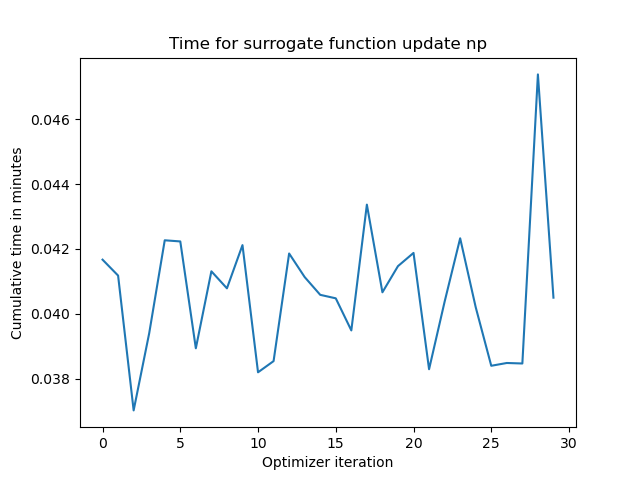 Time for surrogate function update np
Cumulative time in minutes
0.046
0.044
0.042
0.040
0.038
0 5 10 15 20 25 30
Optimizer iteration